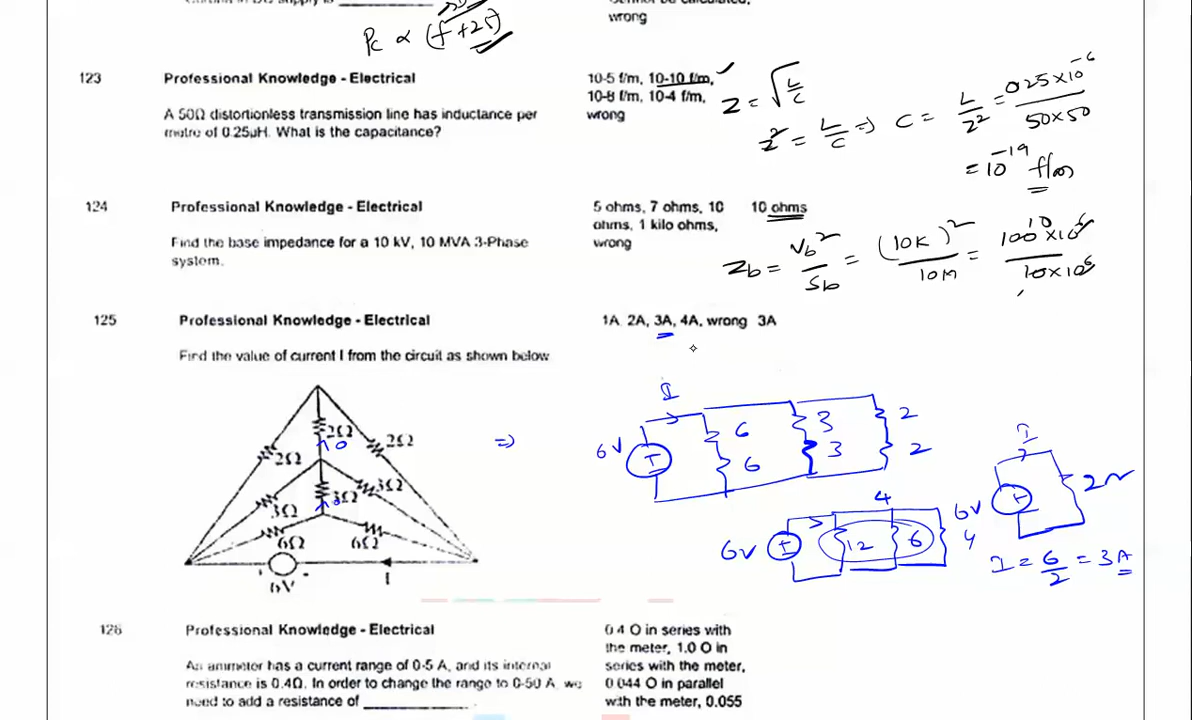 wrong
Pc ∝ (f+25)
123
Professional Knowledge - Electrical
A 50Ω distortionless transmission line has inductance per
metre of 0.25μH. What is the capacitance?
10-5 f/m, 10-10 f/m,
10-8 f/m, 10-4 f/m,
wrong
Z = √L/C
Z² = L/C ⇒ C = L/Z² = 0.25×10⁻⁶ / 50×50
124
Professional Knowledge - Electrical
Find the base impedance for a 10 kV, 10 MVA 3-Phase
system.
5 ohms, 7 ohms, 10
ohms, 1 kilo ohms,
wrong
10 ohms
Zb = Vb² / Sb = (10K)² / 10M = 100×10⁶ / 10×10⁶
10
125
Professional Knowledge - Electrical
Find the value of current I from the circuit as shown below
1A 2A, 3A, 4A, wrong 3A
2Ω
2Ω
2Ω
3Ω
3Ω
3Ω
6Ω
6Ω
6V
I
0
0
⇒
I
6V
6
6
3
3
2
2
6V
12
6
4
4
I
6V
2Ω
I = 6/2 = 3A
126
Professional Knowledge - Electrical
An ammeter has a current range of 0-5 A, and its internal
resistance is 0.4Ω. In order to change the range to 0-50 A, we
need to add a resistance of ________
0.4 O in series with
the meter, 1.0 O in
series with the meter,
0.044 O in parallel
with the meter, 0.055